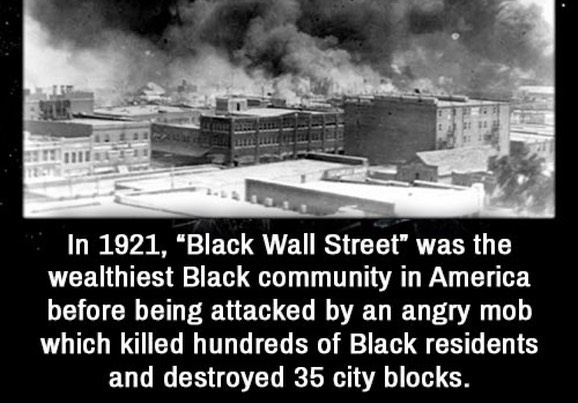 In 1921, “Black Wall Street” was the
wealthiest Black community in America
before being attacked by an angry mob
which killed hundreds of Black residents
and destroyed 35 city blocks.